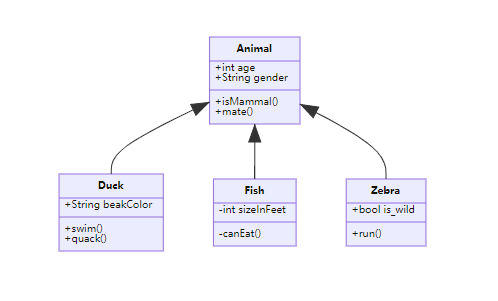 Animal
+int age
+String gender
+isMammal()
+mate()
Duck
+String beakColor
+swim()
+quack()
Fish
-int sizeInFeet
-canEat()
Zebra
+bool is_wild
+run()